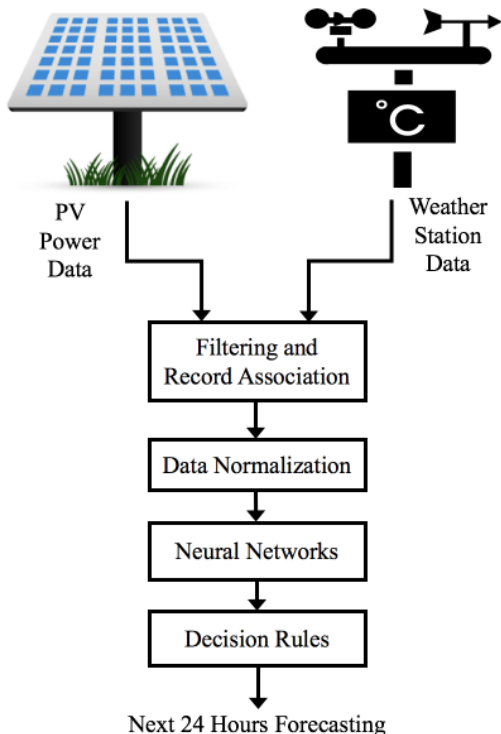 °C
PV
Power
Data
Weather
Station
Data
Filtering and
Record Association
Data Normalization
Neural Networks
Decision Rules
Next 24 Hours Forecasting